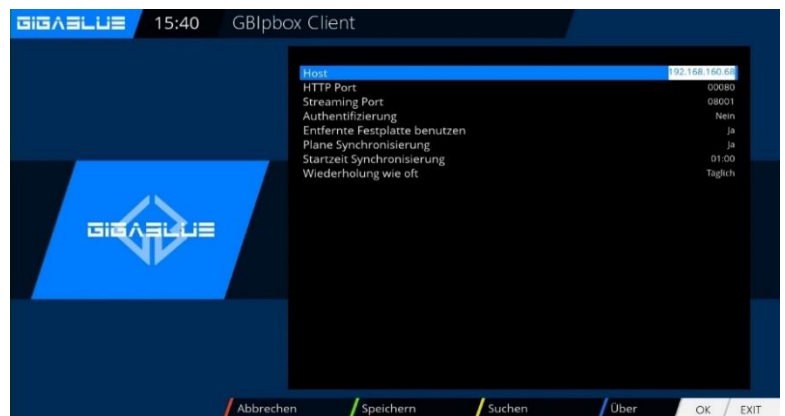 GIGABLUE 15:40 GBIpbox Client
Host 192.168.160.68
HTTP Port 00080
Streaming Port 08001
Authentifizierung Nein
Entfernte Festplatte benutzen Ja
Plane Synchronisierung Ja
Startzeit Synchronisierung 01:00
Wiederholung wie oft Täglich
GIGABLUE
Abbrechen Speichern Suchen Über OK EXIT